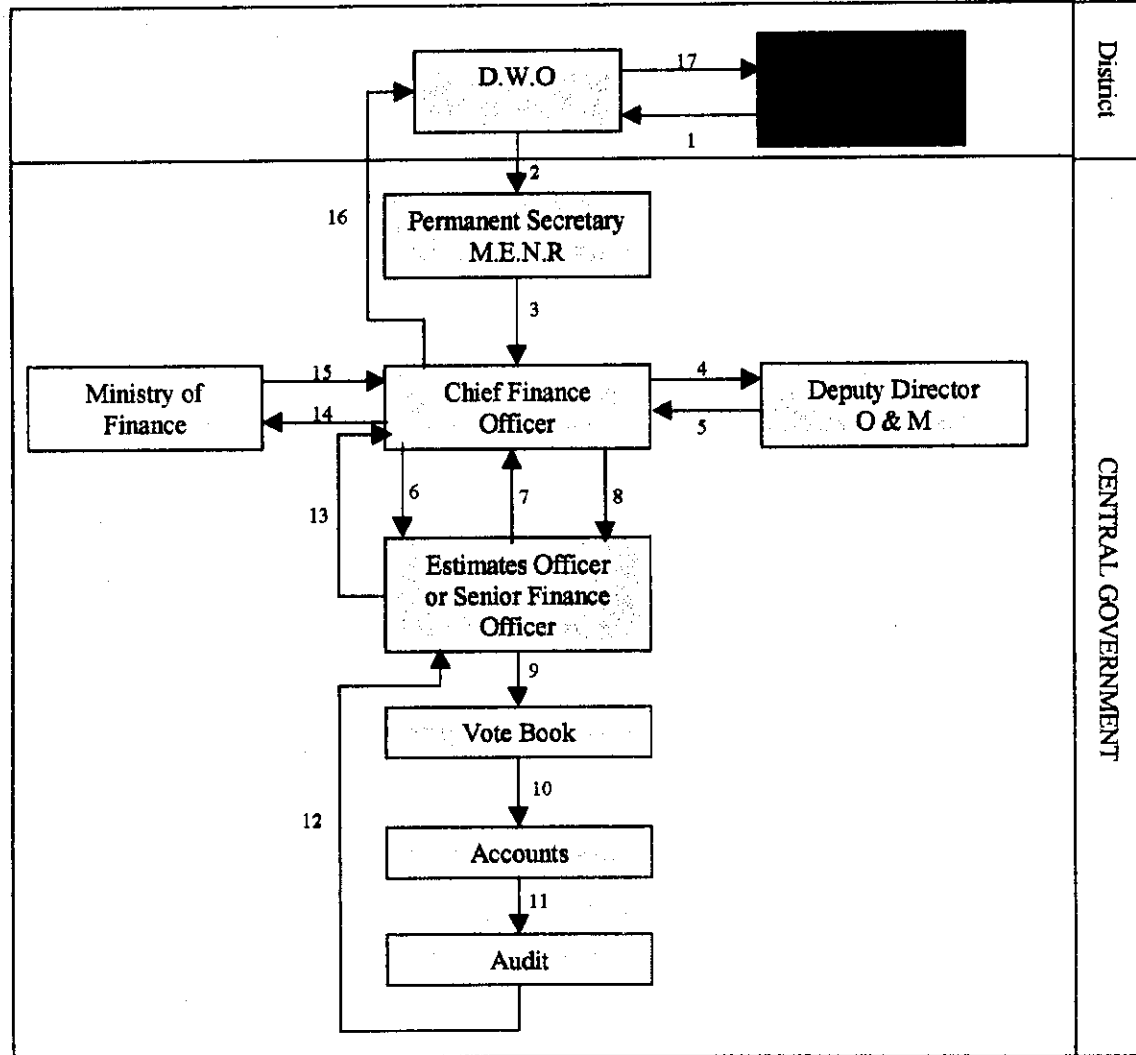 D.W.O
17
1
District
2
16
Permanent Secretary
M.E.N.R
3
Ministry of
Finance
15
14
Chief Finance
Officer
4
5
Deputy Director
O & M
6
7
8
13
Estimates Officer
or Senior Finance
Officer
9
Vote Book
10
12
Accounts
11
Audit
CENTRAL GOVERNMENT